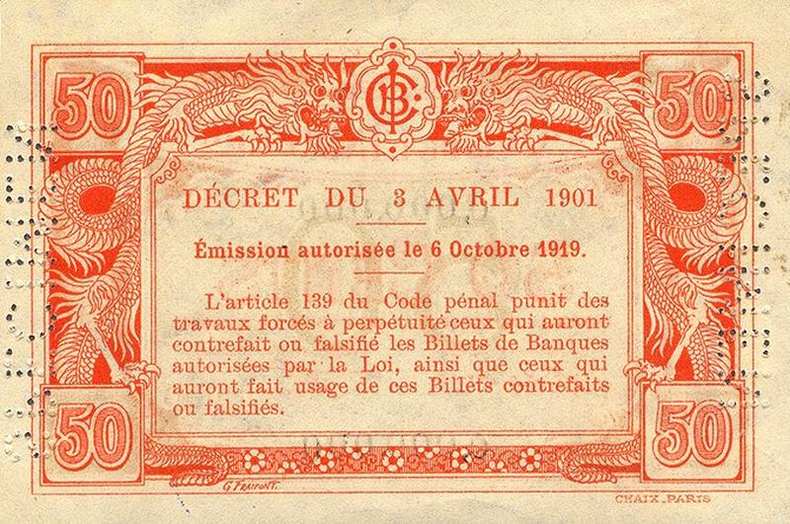 50 BIC 50
DÉCRET DU 3 AVRIL 1901
Émission autorisée le 6 Octobre 1919.
L'article 139 du Code pénal punit des
travaux forcés à perpétuité ceux qui auront
contrefait ou falsifié les Billets de Banques
autorisées par la Loi, ainsi que ceux qui
auront fait usage de ces Billets contrefaits
ou falsifiés.
50 50
G. FRAIPONT.
CHAIX_PARIS